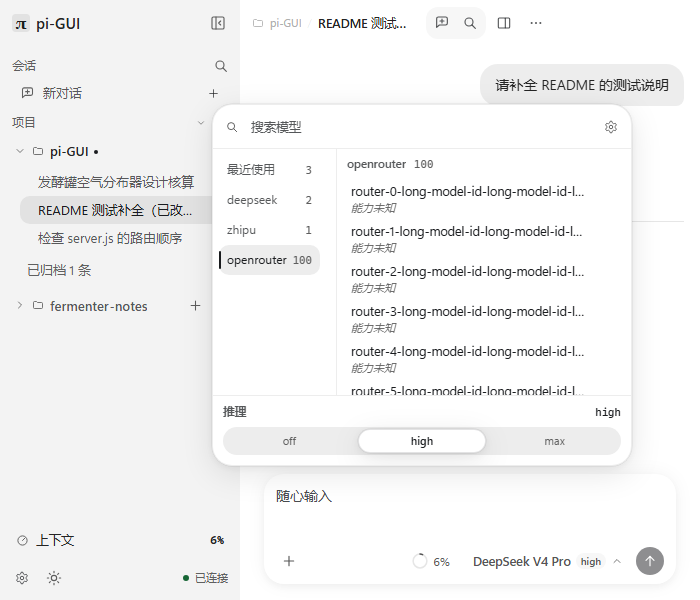 π pi-GUI
会话
新对话
项目
pi-GUI
发酵罐空气分布器设计核算
README 测试补全（已改...
检查 server.js 的路由顺序
已归档 1 条
fermenter-notes
上下文 6%
已连接
pi-GUI / README 测试...
请补全 README 的测试说明
搜索模型
最近使用 3
deepseek 2
zhipu 1
openrouter 100
openrouter 100
router-0-long-model-id-long-model-id-l...
能力未知
router-1-long-model-id-long-model-id-l...
能力未知
router-2-long-model-id-long-model-id-l...
能力未知
router-3-long-model-id-long-model-id-l...
能力未知
router-4-long-model-id-long-model-id-l...
能力未知
router-5-long-model-id-long-model-id-l...
推理 high
off high max
随心输入
6% DeepSeek V4 Pro high